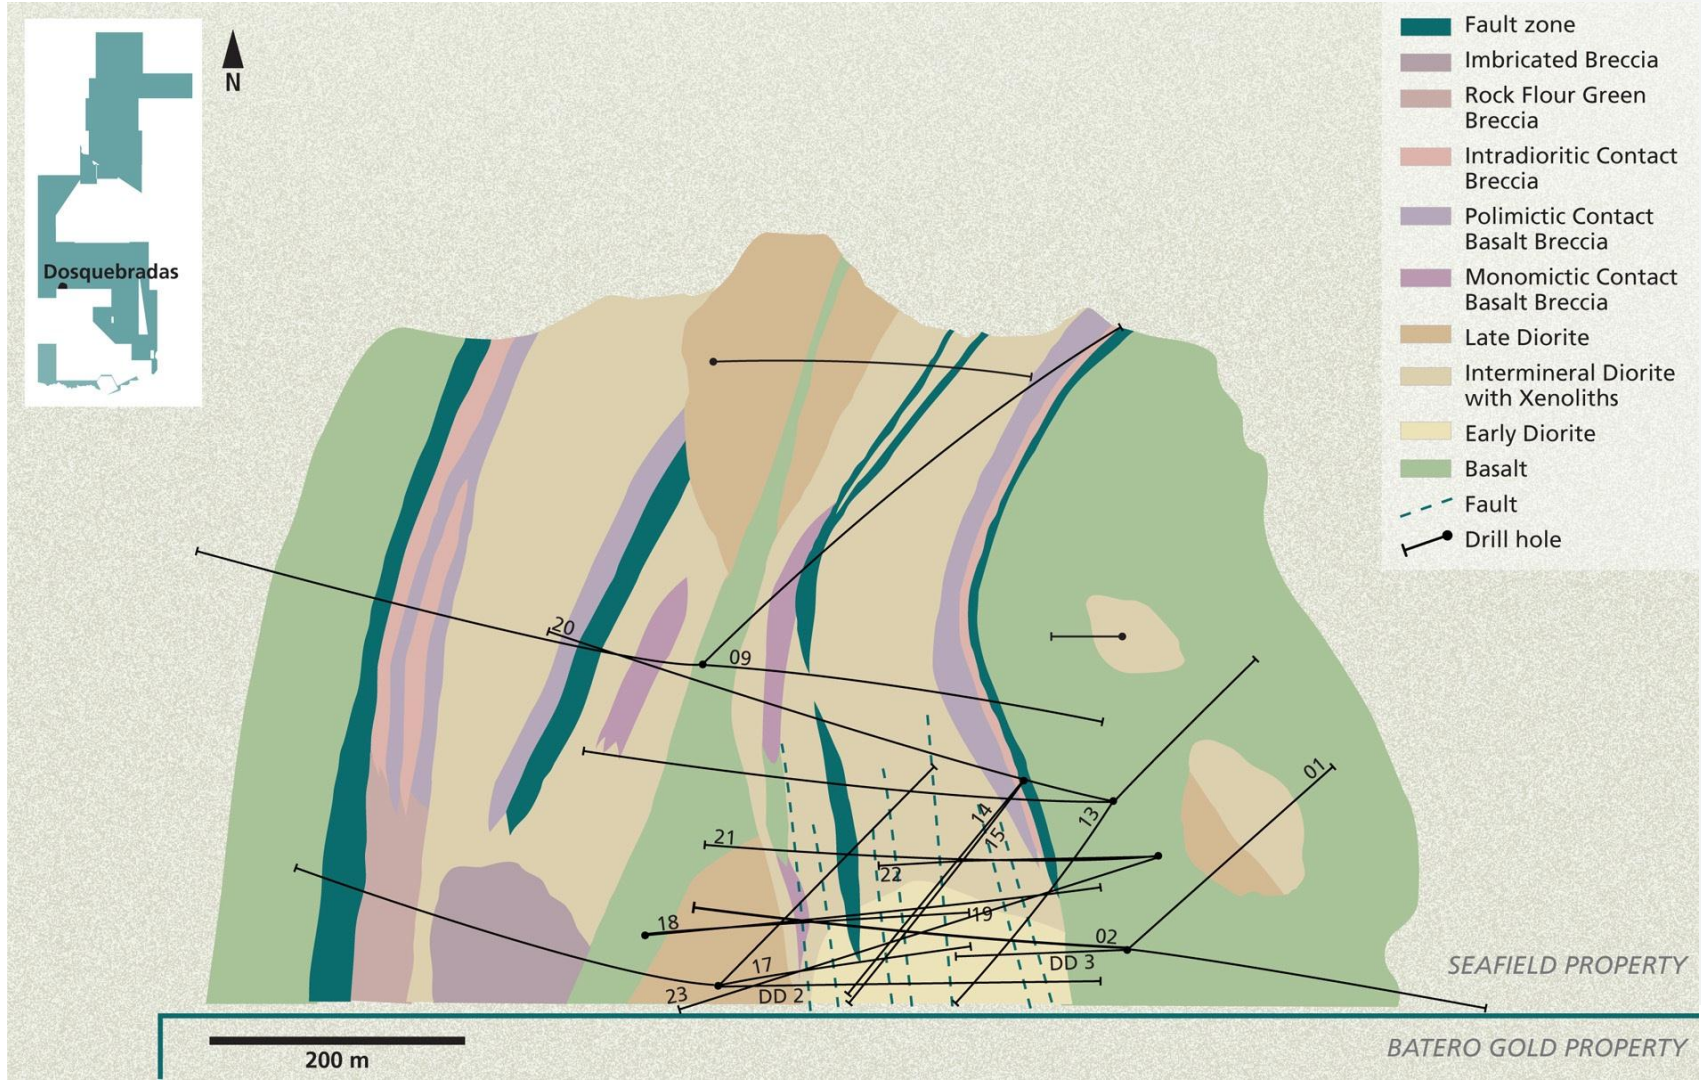 Dosquebradas
N
Fault zone
Imbricated Breccia
Rock Flour Green
Breccia
Intradioritic Contact
Breccia
Polimictic Contact
Basalt Breccia
Monomictic Contact
Basalt Breccia
Late Diorite
Intermineral Diorite
with Xenoliths
Early Diorite
Basalt
Fault
Drill hole
20
09
01
14
13
15
21
22
19
18
02
17
DD 3
23
DD 2
SEAFIELD PROPERTY
BATERO GOLD PROPERTY
200 m